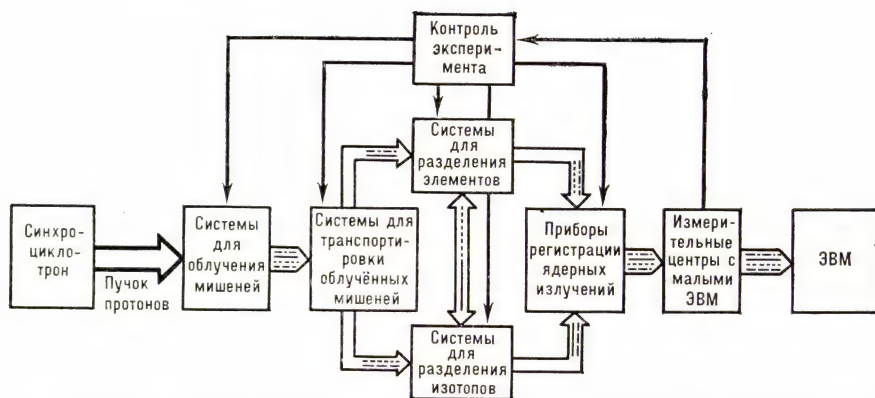 Контроль
экспери-
мента
Системы
для
разделения
элементов
Синхро-
цикло-
трон
Пучок
протонов
Системы
для
облучения
мишеней
Системы для
транспорти-
ровки
облучённых
мишеней
Приборы
регистрации
ядерных
излучений
Измери-
тельные
центры с
малыми
ЭВМ
ЭВМ
Системы для
разделения
изотопов